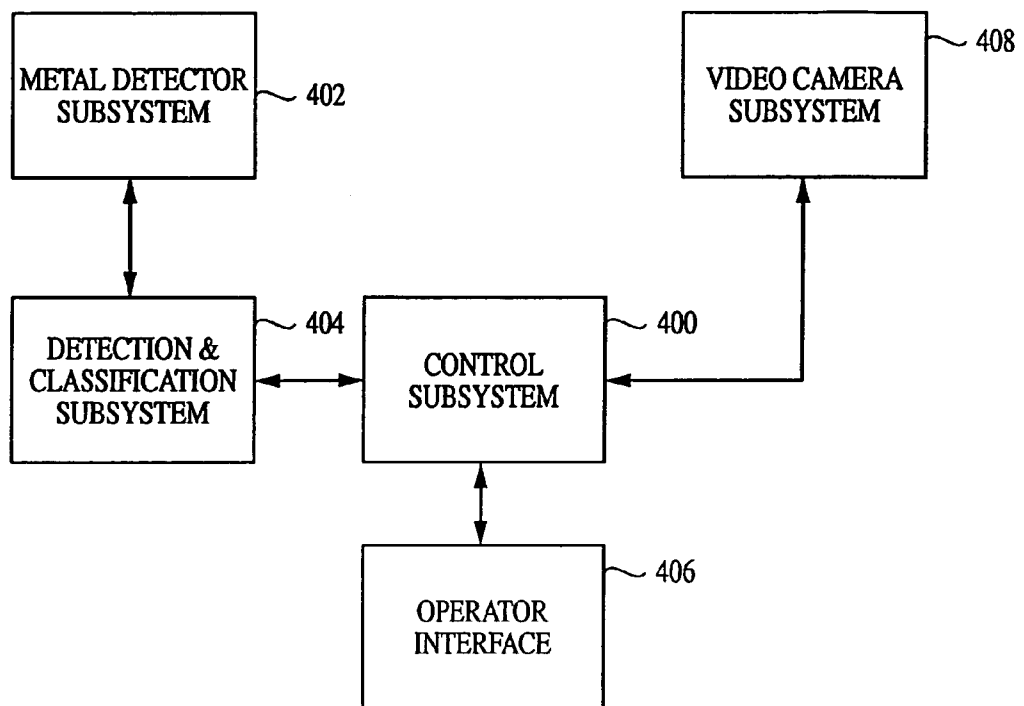 METAL DETECTOR
SUBSYSTEM
402
VIDEO CAMERA
SUBSYSTEM
408
DETECTION &
CLASSIFICATION
SUBSYSTEM
404
CONTROL
SUBSYSTEM
400
OPERATOR
INTERFACE
406